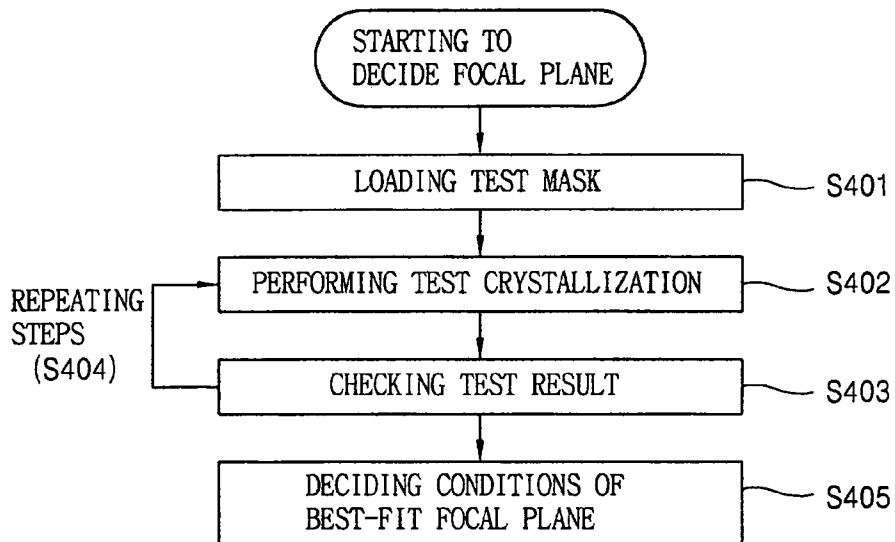 STARTING TO
DECIDE FOCAL PLANE
LOADING TEST MASK
S401
PERFORMING TEST CRYSTALLIZATION
S402
REPEATING
STEPS
(S404)
CHECKING TEST RESULT
S403
DECIDING CONDITIONS OF
BEST-FIT FOCAL PLANE
S405